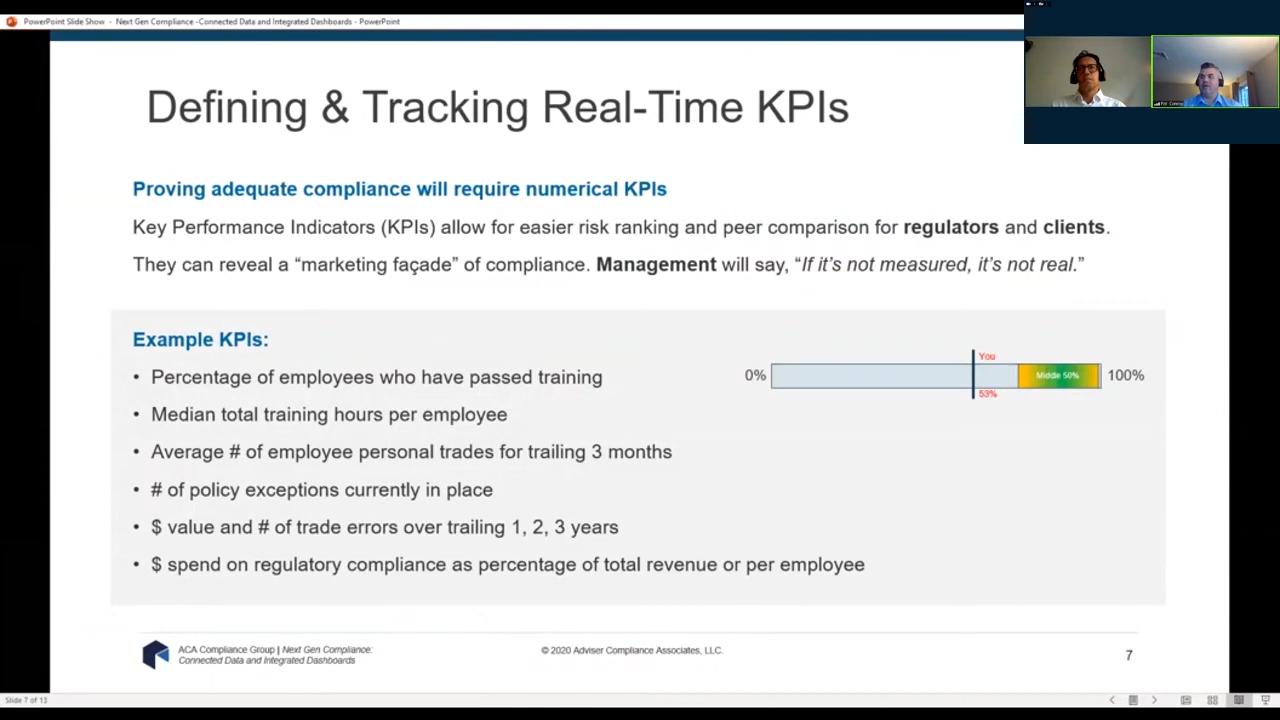 PowerPoint Slide Show - Next Gen Compliance -Connected Data and Integrated Dashboards - PowerPoint
Defining & Tracking Real-Time KPIs
Proving adequate compliance will require numerical KPIs
Key Performance Indicators (KPIs) allow for easier risk ranking and peer comparison for regulators and clients.
They can reveal a “marketing façade” of compliance. Management will say, “If it’s not measured, it’s not real.”
Example KPIs:
• Percentage of employees who have passed training
0%
You
Middle 50%
53%
100%
• Median total training hours per employee
• Average # of employee personal trades for trailing 3 months
• # of policy exceptions currently in place
• $ value and # of trade errors over trailing 1, 2, 3 years
• $ spend on regulatory compliance as percentage of total revenue or per employee
ACA Compliance Group | Next Gen Compliance:
Connected Data and Integrated Dashboards
© 2020 Adviser Compliance Associates, LLC.
7
Slide 7 of 13